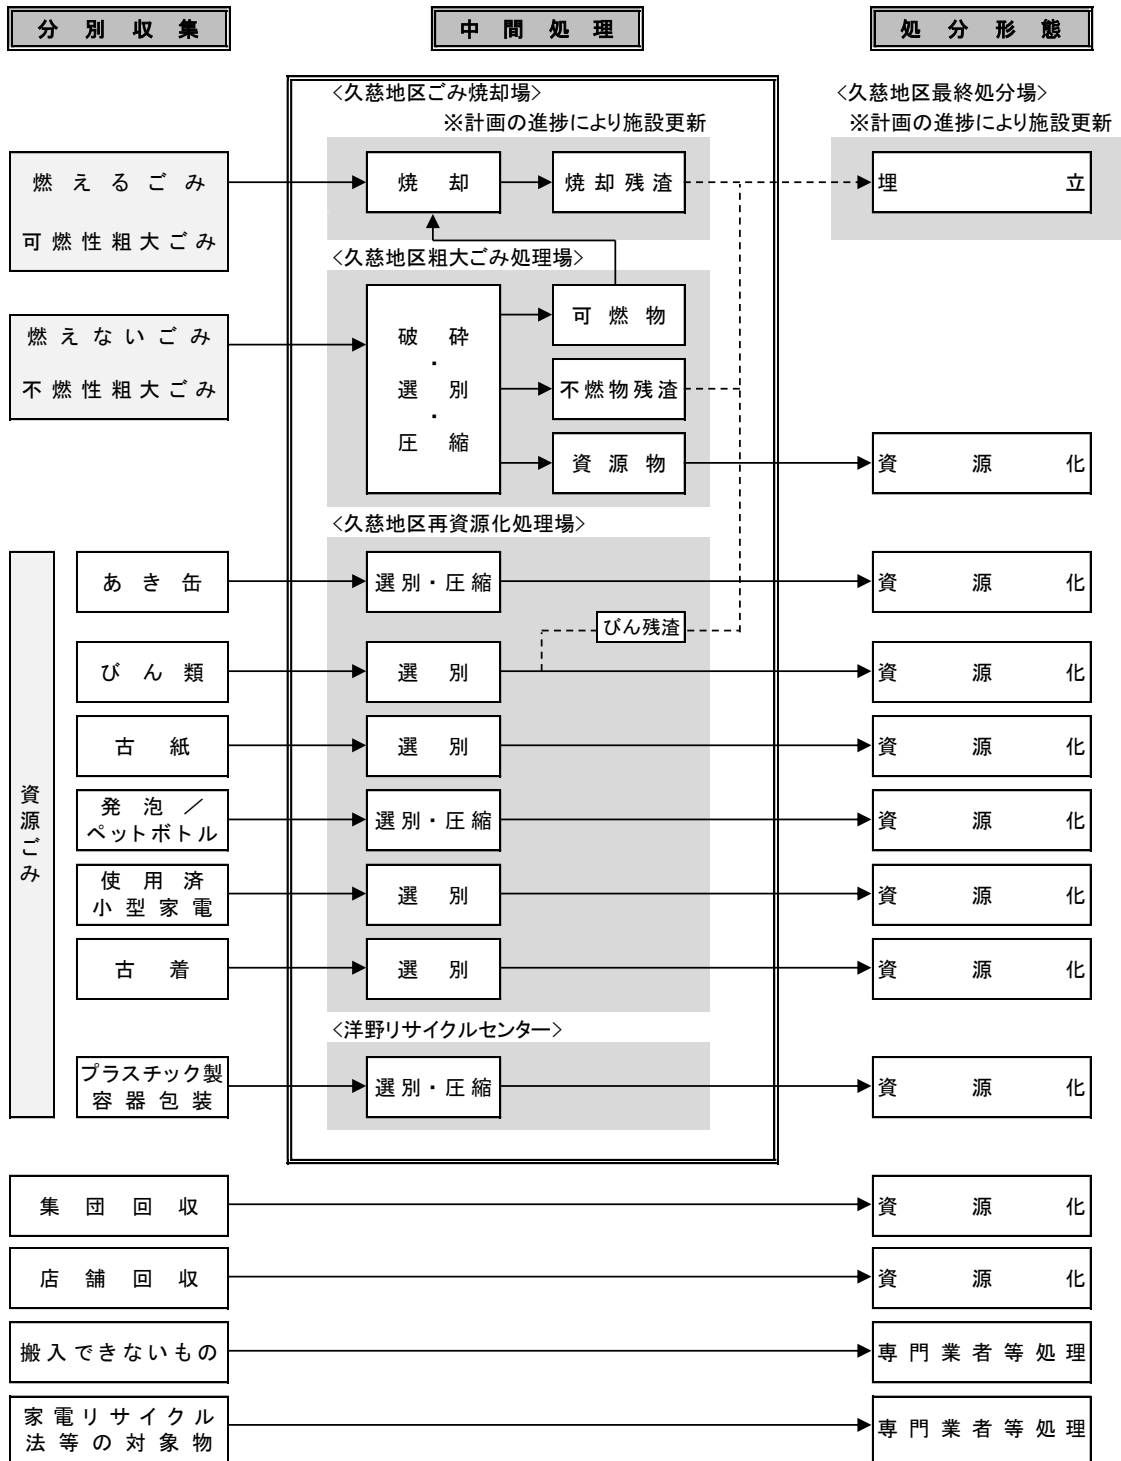 分別収集
中間処理
処分形態
<久慈地区ごみ焼却場>
※計画の進捗により施設更新
<久慈地区最終処分場>
※計画の進捗により施設更新
燃えるごみ
可燃性粗大ごみ
焼却
焼却残渣
埋立
<久慈地区粗大ごみ処理場>
燃えないごみ
不燃性粗大ごみ
破砕
・
選別
・
圧縮
可燃物
不燃物残渣
資源物
資源化
<久慈地区再資源化処理場>
資源ごみ
あき缶
選別・圧縮
資源化
びん残渣
びん類
選別
資源化
古紙
選別
資源化
発泡／
ペットボトル
選別・圧縮
資源化
使用済
小型家電
選別
資源化
古着
選別
資源化
<洋野リサイクルセンター>
プラスチック製
容器包装
選別・圧縮
資源化
集団回収
資源化
店舗回収
資源化
搬入できないもの
専門業者等処理
家電リサイクル
法等の対象物
専門業者等処理